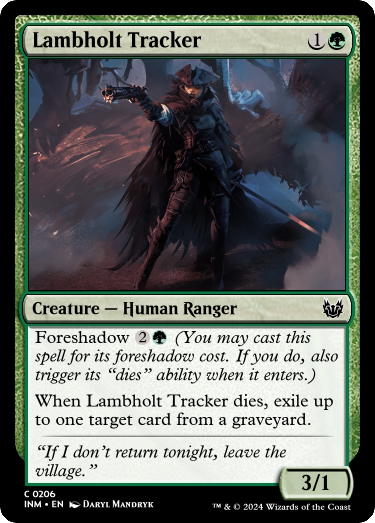 Lambholt Tracker 1
Creature — Human Ranger
Foreshadow 2 (You may cast this
spell for its foreshadow cost. If you do, also
trigger its “dies” ability when it enters.)
When Lambholt Tracker dies, exile up
to one target card from a graveyard.
“If I don’t return tonight, leave the
village.”
3/1
C 0206
INM • EN Daryl Mandryk
™ & © 2024 Wizards of the Coast